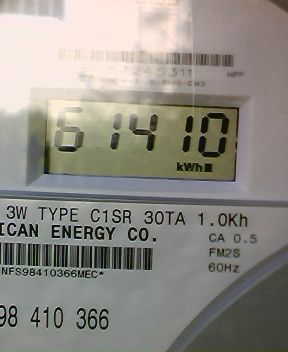 7245311
61410
kWh
3W TYPE C1SR 30TA 1.0Kh
ICAN ENERGY CO.
CA 0.5
FM2S
60Hz
NFS98410366MEC*
98 410 366